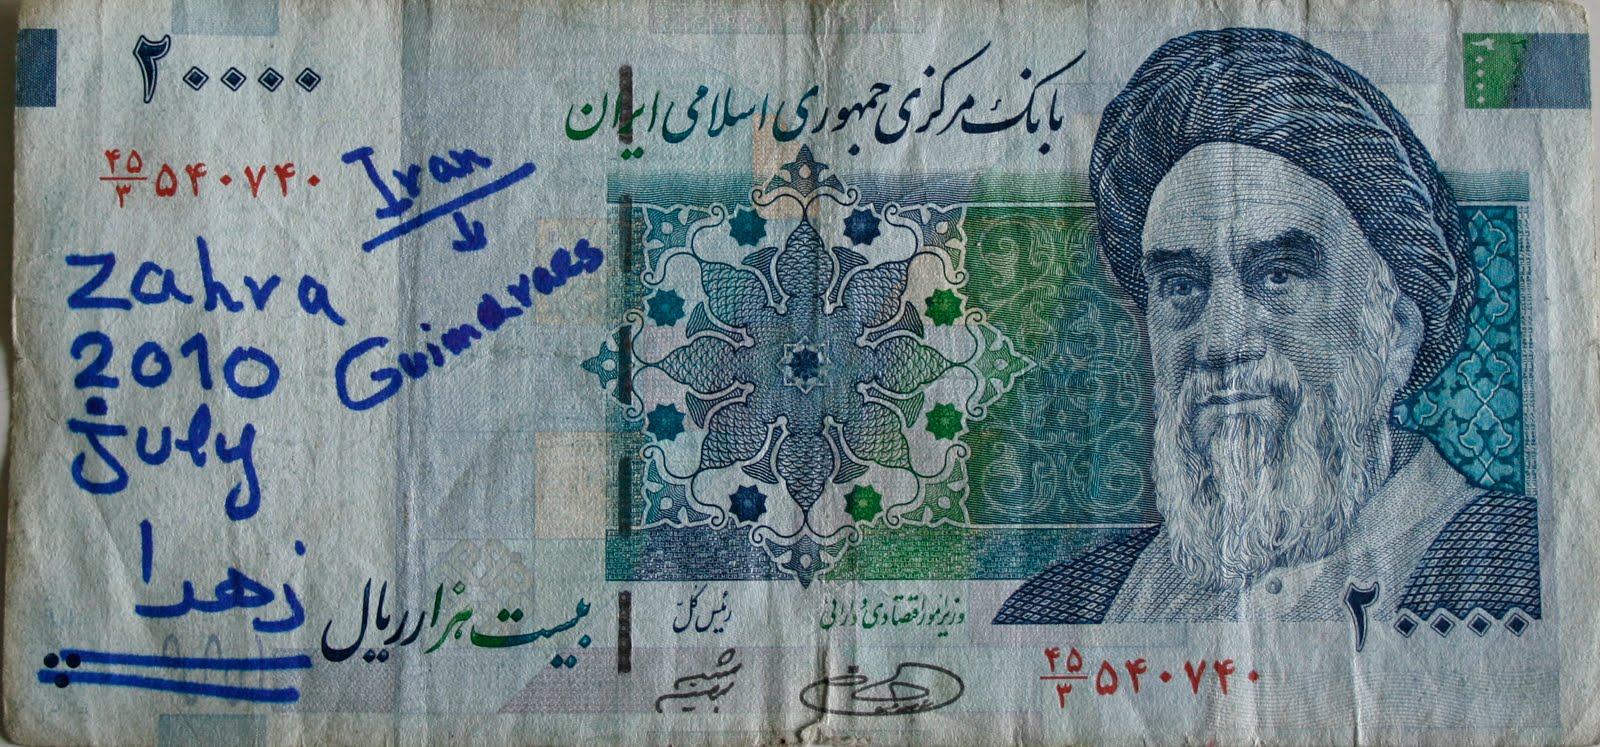 ۲۰۰۰۰
بانک مرکزی جمهوری اسلامی ایران
۴۵/۳ ۵۴۰۷۴۰
Iran
↓
Guimaraes
Zahra
2010
july
زهرا
بیست هزار ریال
رئیس کل
وزیر امور اقتصادی و دارائی
۲۰۰۰۰
۴۵/۳ ۵۴۰۷۴۰